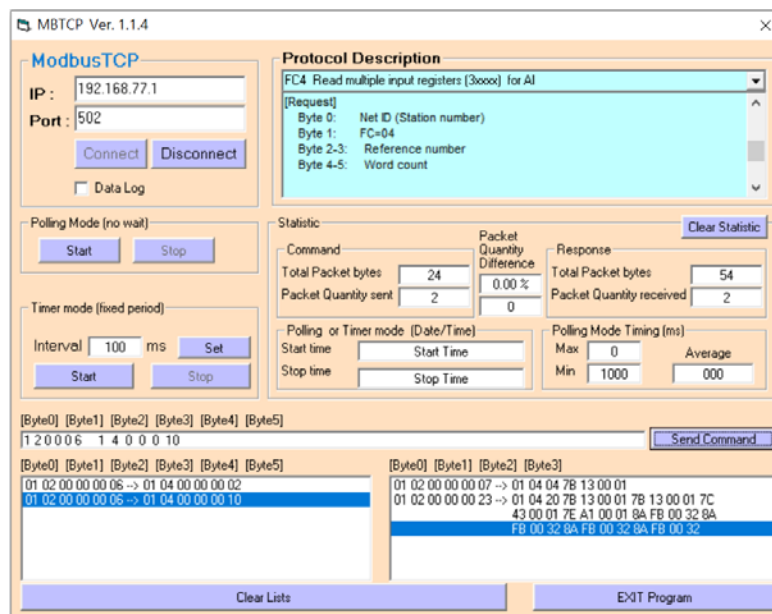 MBTCP Ver. 1.1.4
ModbusTCP
IP : 192.168.77.1
Port : 502
Connect Disconnect
Data Log
Protocol Description
FC4 Read multiple input registers (3xxxx) for AI
[Request]
Byte 0: Net ID (Station number)
Byte 1: FC=04
Byte 2-3: Reference number
Byte 4-5: Word count
Polling Mode (no wait)
Start Stop
Timer mode (fixed period)
Interval 100 ms Set
Start Stop
Statistic
Clear Statistic
Command
Total Packet bytes 24
Packet Quantity sent 2
Packet
Quantity
Difference
0.00 %
0
Response
Total Packet bytes 54
Packet Quantity received 2
Polling or Timer mode (Date/Time)
Start time Start Time
Stop time Stop Time
Polling Mode Timing (ms)
Max 0 Average
Min 1000 000
[Byte0] [Byte1] [Byte2] [Byte3] [Byte4] [Byte5]
1 2 0 0 0 6 1 4 0 0 0 10
Send Command
[Byte0] [Byte1] [Byte2] [Byte3] [Byte4] [Byte5]
01 02 00 00 00 06 --> 01 04 00 00 00 02
01 02 00 00 00 06 --> 01 04 00 00 00 10
[Byte0] [Byte1] [Byte2] [Byte3]
01 02 00 00 00 07 --> 01 04 04 7B 13 00 01
01 02 00 00 00 23 --> 01 04 20 7B 13 00 01 7B 13 00 01 7C
43 00 01 7E A1 00 01 8A FB 00 32 8A
FB 00 32 8A FB 00 32 8A FB 00 32
Clear Lists
EXIT Program